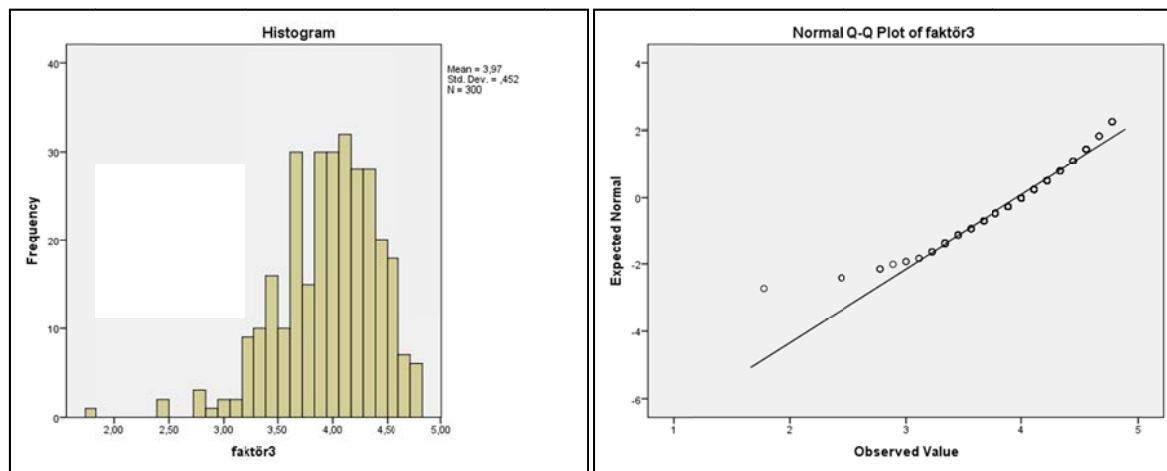 Histogram
Mean = 3,97
Std. Dev. = ,452
N = 300
Frequency
40
30
20
10
0
2,00 2,50 3,00 3,50 4,00 4,50 5,00
faktör3
Normal Q-Q Plot of faktör3
Expected Normal
4
2
0
-2
-4
-6
1 2 3 4 5
Observed Value